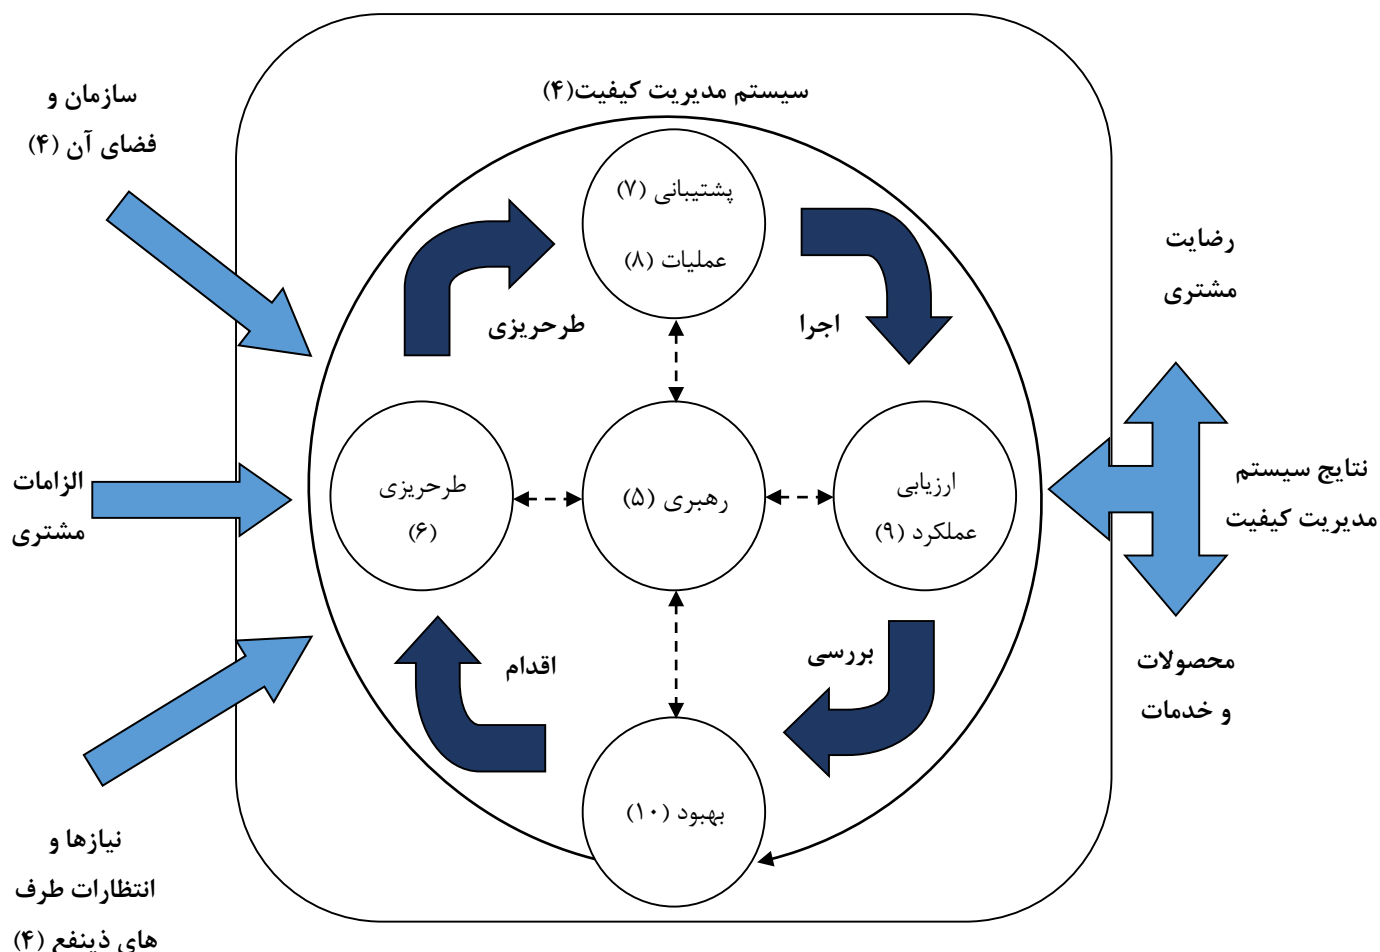 سیستم مدیریت کیفیت(۴)
سازمان و
فضای آن (۴)
پشتیبانی (۷)
عملیات (۸)
رضایت
مشتری
طرحریزی
اجرا
الزامات
مشتری
طرحریزی
(۶)
رهبری (۵)
ارزیابی
عملکرد (۹)
نتایج سیستم
مدیریت کیفیت
اقدام
بررسی
محصولات
و خدمات
بهبود (۱۰)
نیازها و
انتظارات طرف
های ذینفع (۴)